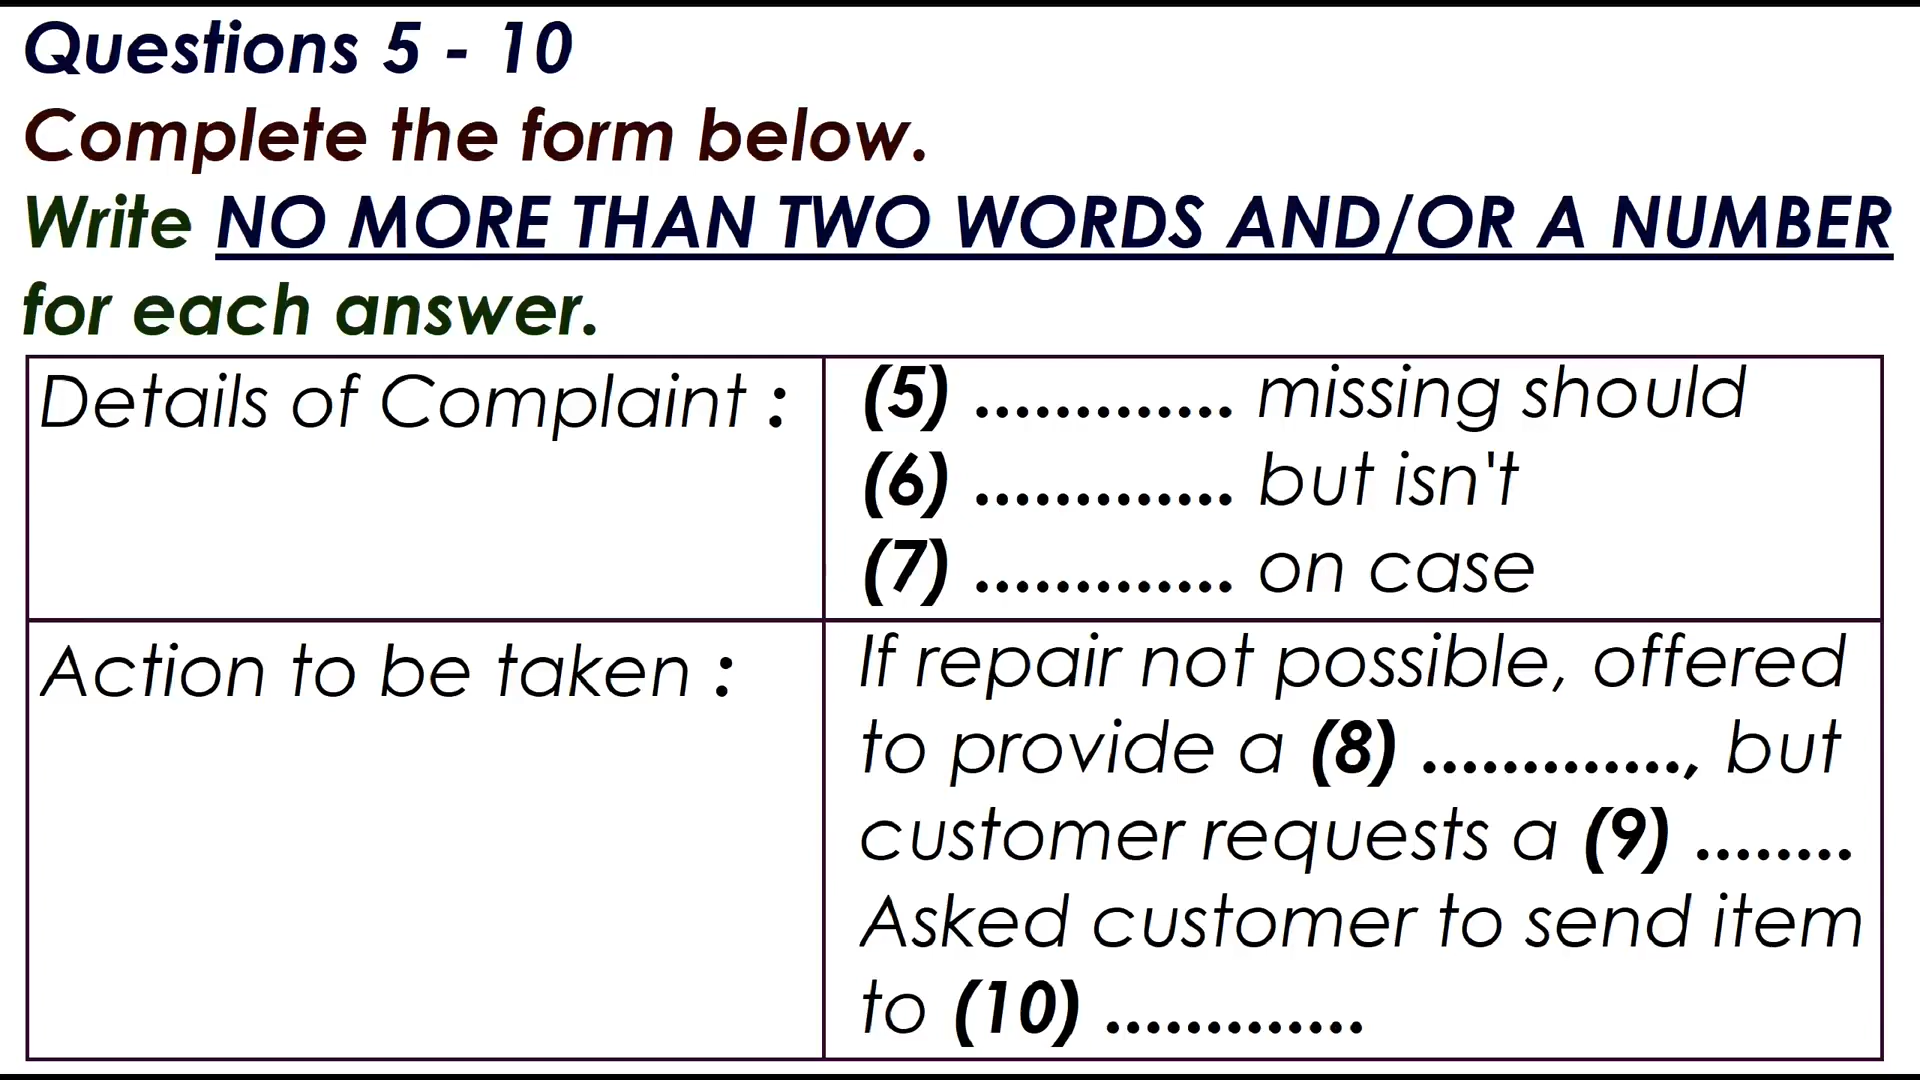 Questions 5 - 10
Complete the form below.
Write NO MORE THAN TWO WORDS AND/OR A NUMBER
for each answer.
Details of Complaint :
(5) ............. missing should
(6) ............. but isn't
(7) ............. on case
Action to be taken :
If repair not possible, offered
to provide a (8) ............., but
customer requests a (9) ........
Asked customer to send item
to (10) .............